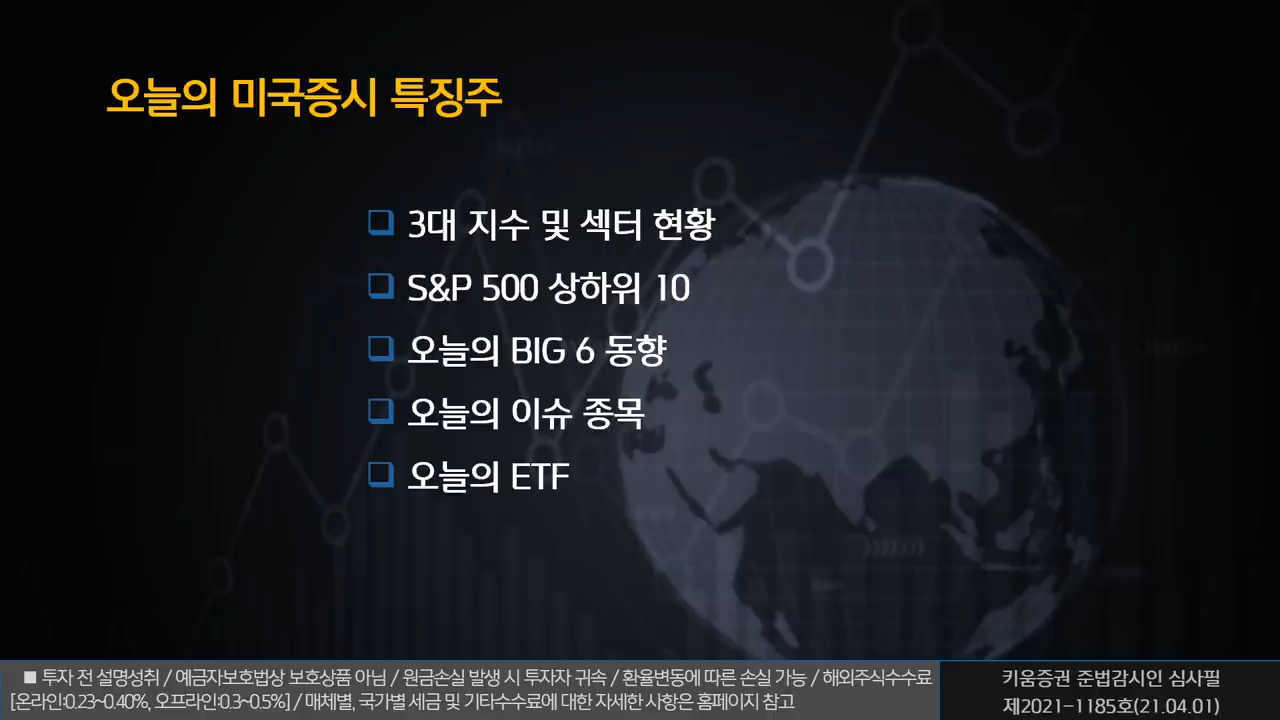 오늘의 미국증시 특징주
❑ 3대 지수 및 섹터 현황
❑ S&P 500 상하위 10
❑ 오늘의 BIG 6 동향
❑ 오늘의 이슈 종목
❑ 오늘의 ETF
■ 투자 전 설명청취 / 예금자보호법상 보호상품 아님 / 원금손실 발생 시 투자자 귀속 / 환율변동에 따른 손실 가능 / 해외주식수수료
[온라인:0.23~0.40%, 오프라인:0.3~0.5%] / 매체별, 국가별 세금 및 기타수수료에 대한 자세한 사항은 홈페이지 참고
키움증권 준법감시인 심사필
제2021-1185호(21.04.01)